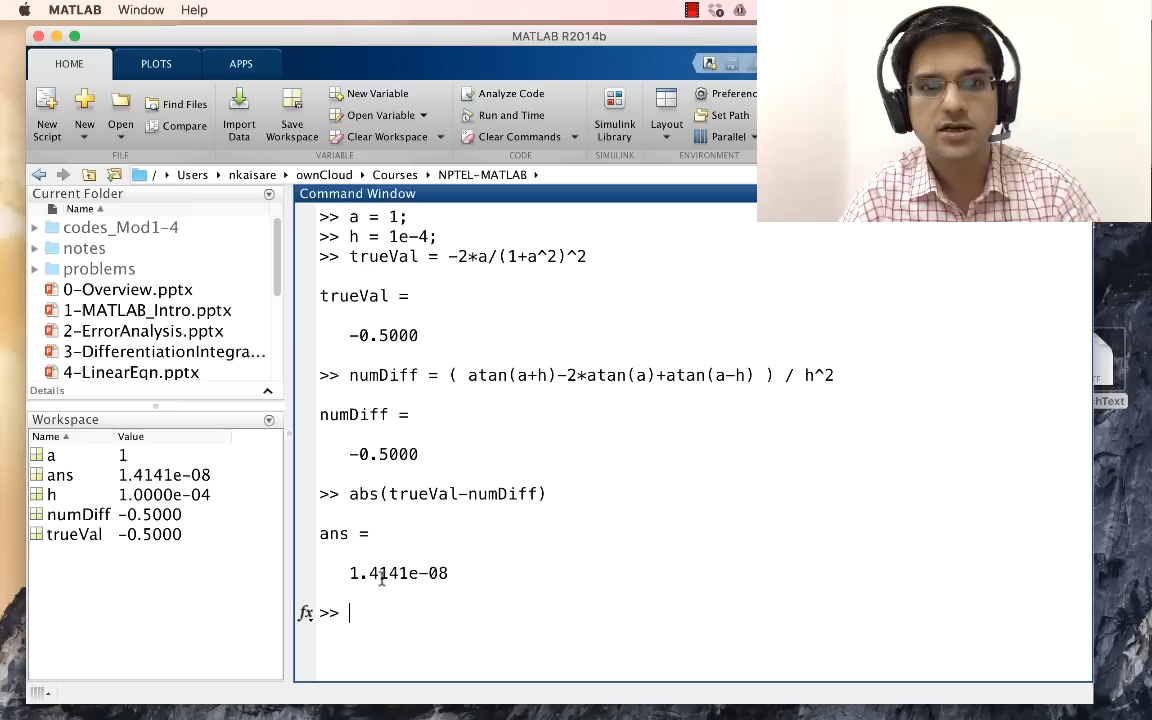 MATLAB Window Help
MATLAB R2014b
HOME PLOTS APPS
New Script
New
Open
Find Files
Compare
Import Data
Save Workspace
New Variable
Open Variable
Clear Workspace
Analyze Code
Run and Time
Clear Commands
Simulink Library
Layout
Preferenc
Set Path
Parallel
FILE VARIABLE CODE SIMULINK ENVIRONMENT
/ Users nkaisare ownCloud Courses NPTEL-MATLAB
Current Folder
Name
codes_Mod1-4
notes
problems
0-Overview.pptx
1-MATLAB_Intro.pptx
2-ErrorAnalysis.pptx
3-DifferentiationIntegra...
4-LinearEqn.pptx
Details
Workspace
Name Value
a 1
ans 1.4141e-08
h 1.0000e-04
numDiff -0.5000
trueVal -0.5000
Command Window
>> a = 1;
>> h = 1e-4;
>> trueVal = -2*a/(1+a^2)^2
trueVal =
-0.5000
>> numDiff = ( atan(a+h)-2*atan(a)+atan(a-h) ) / h^2
numDiff =
-0.5000
>> abs(trueVal-numDiff)
ans =
1.4141e-08
fx >>
hText